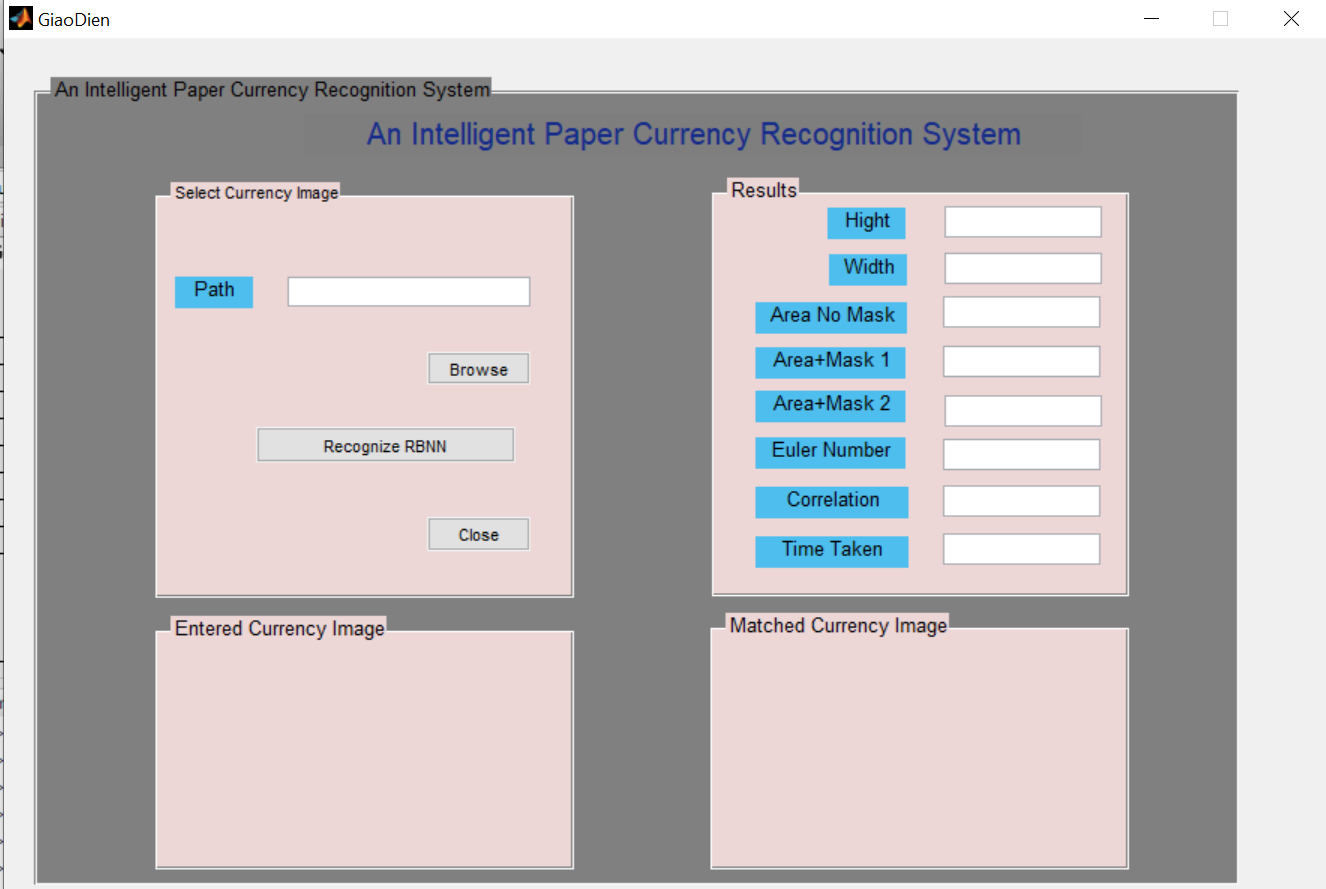 GiaoDien
An Intelligent Paper Currency Recognition System
An Intelligent Paper Currency Recognition System
Select Currency Image
Path
Browse
Recognize RBNN
Close
Results
Hight
Width
Area No Mask
Area+Mask 1
Area+Mask 2
Euler Number
Correlation
Time Taken
Entered Currency Image
Matched Currency Image